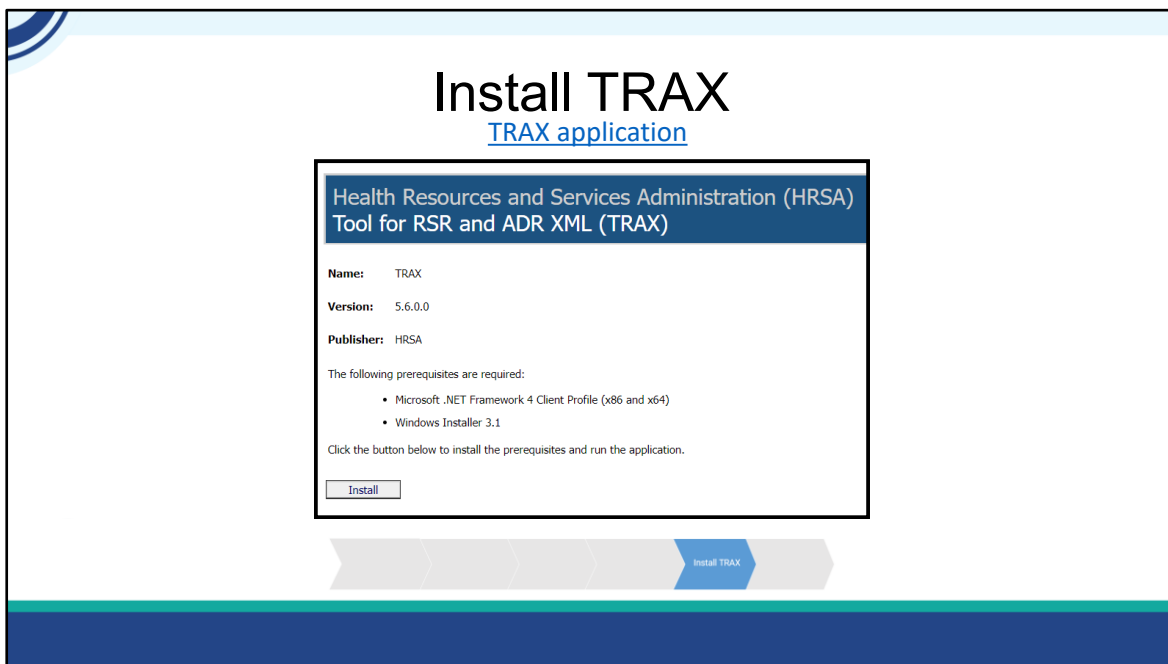 Install TRAX
TRAX application
Health Resources and Services Administration (HRSA)
Tool for RSR and ADR XML (TRAX)
Name: TRAX
Version: 5.6.0.0
Publisher: HRSA
The following prerequisites are required:
• Microsoft .NET Framework 4 Client Profile (x86 and x64)
• Windows Installer 3.1
Click the button below to install the prerequisites and run the application.
Install
Install TRAX